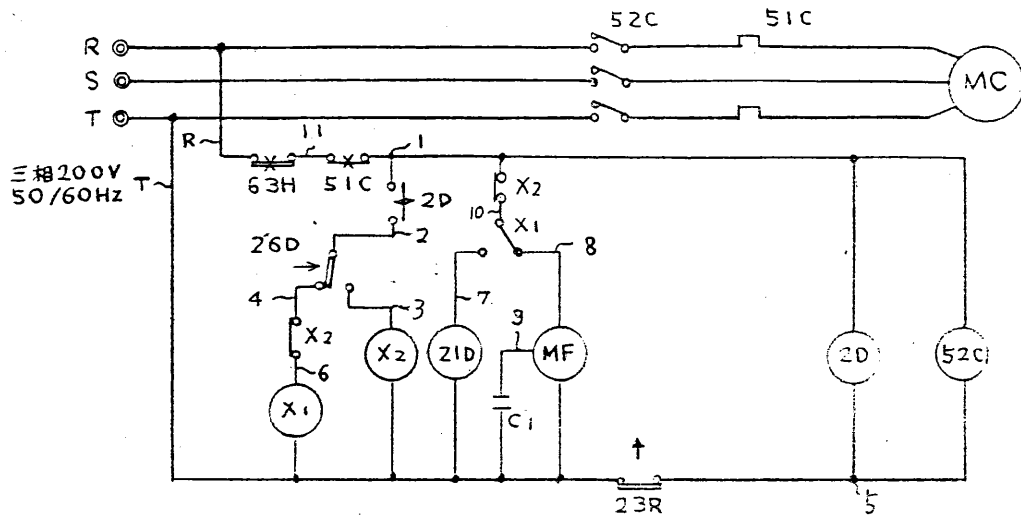 52C
51C
R
S
T
MC
R
11
1
三相200V
50/60Hz
T
63H
51C
X2
2D
10
X1
2
8
26D
4
3
7
9
X2
6
X2
21D
MF
2D
52C
X1
C1
23R
5